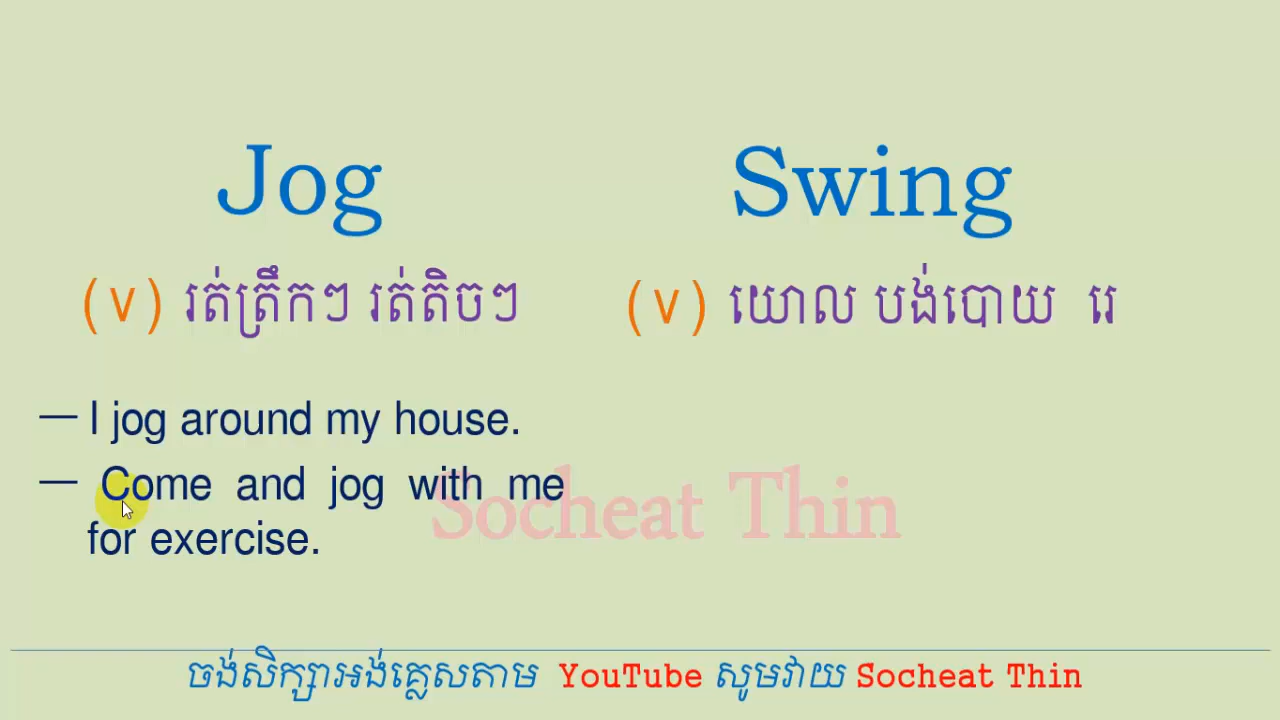 Jog
(v) រត់ត្រឹកៗ រត់តិចៗ
— I jog around my house.
— Come and jog with me
for exercise.
Swing
(v) យោល បង់បោយ រេ
Socheat Thin
ចង់សិក្សាអង់គ្លេសតាម YouTube សូមវាយ Socheat Thin